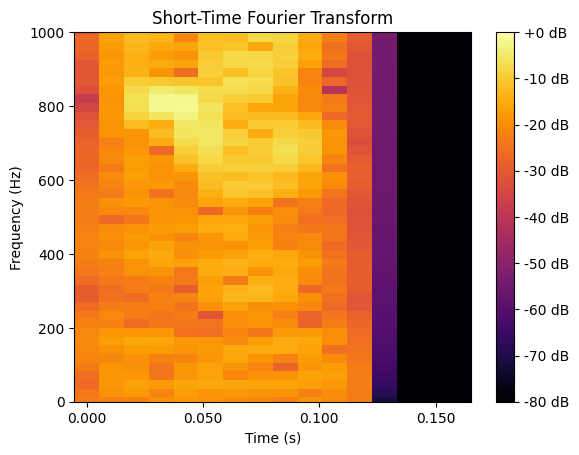 Short-Time Fourier Transform
1000
800
600
400
200
0
Frequency (Hz)
0.000
0.050
0.100
0.150
Time (s)
+0 dB
-10 dB
-20 dB
-30 dB
-40 dB
-50 dB
-60 dB
-70 dB
-80 dB